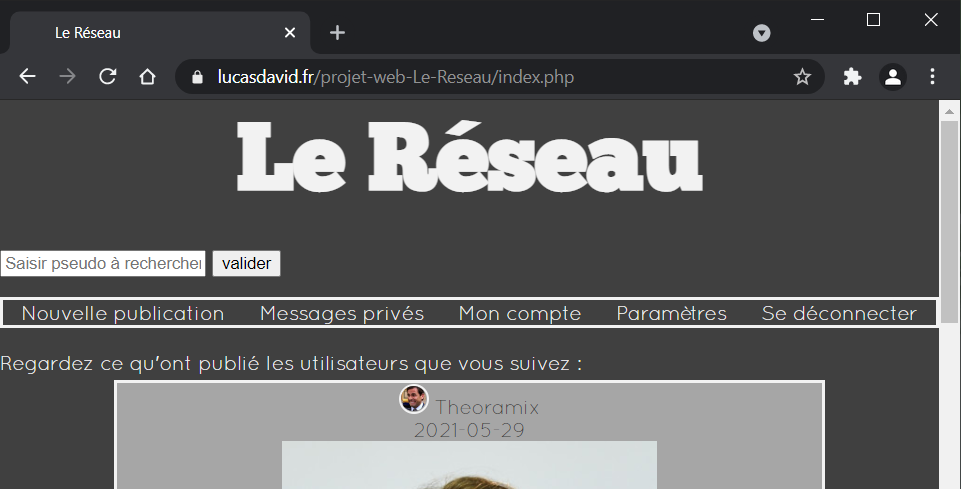 Le Réseau
lucasdavid.fr/projet-web-Le-Reseau/index.php
Le Réseau
Saisir pseudo à rechercher valider
Nouvelle publication Messages privés Mon compte Paramètres Se déconnecter
Regardez ce qu'ont publié les utilisateurs que vous suivez :
Theoramix
2021-05-29